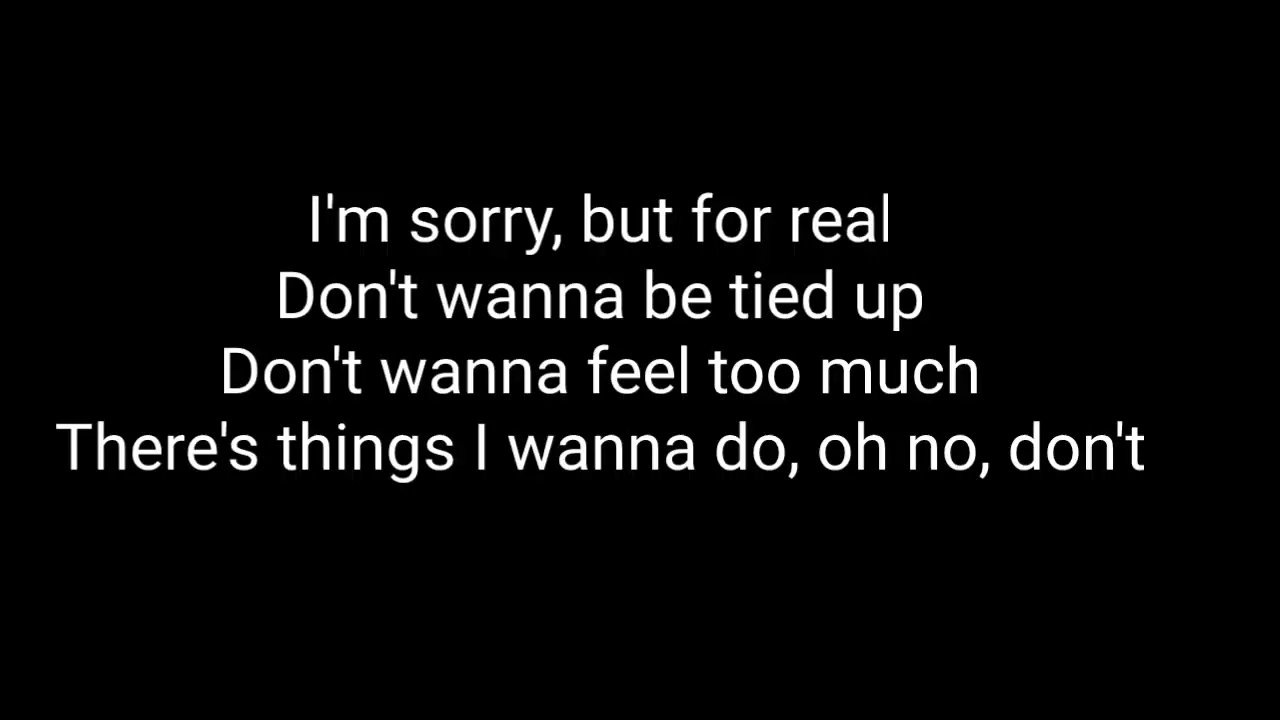 I'm sorry, but for real
Don't wanna be tied up
Don't wanna feel too much
There's things I wanna do, oh no, don't